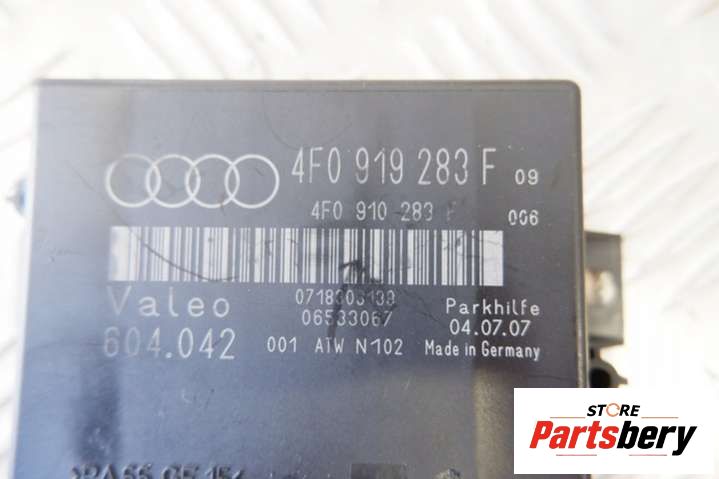 4F0 919 283 F 09
4F0 910 283 F 006
Valeo
06533067
Parkhilfe
04.07.07
604.042
001 ATW N102
Made in Germany
STORE
Partsbery